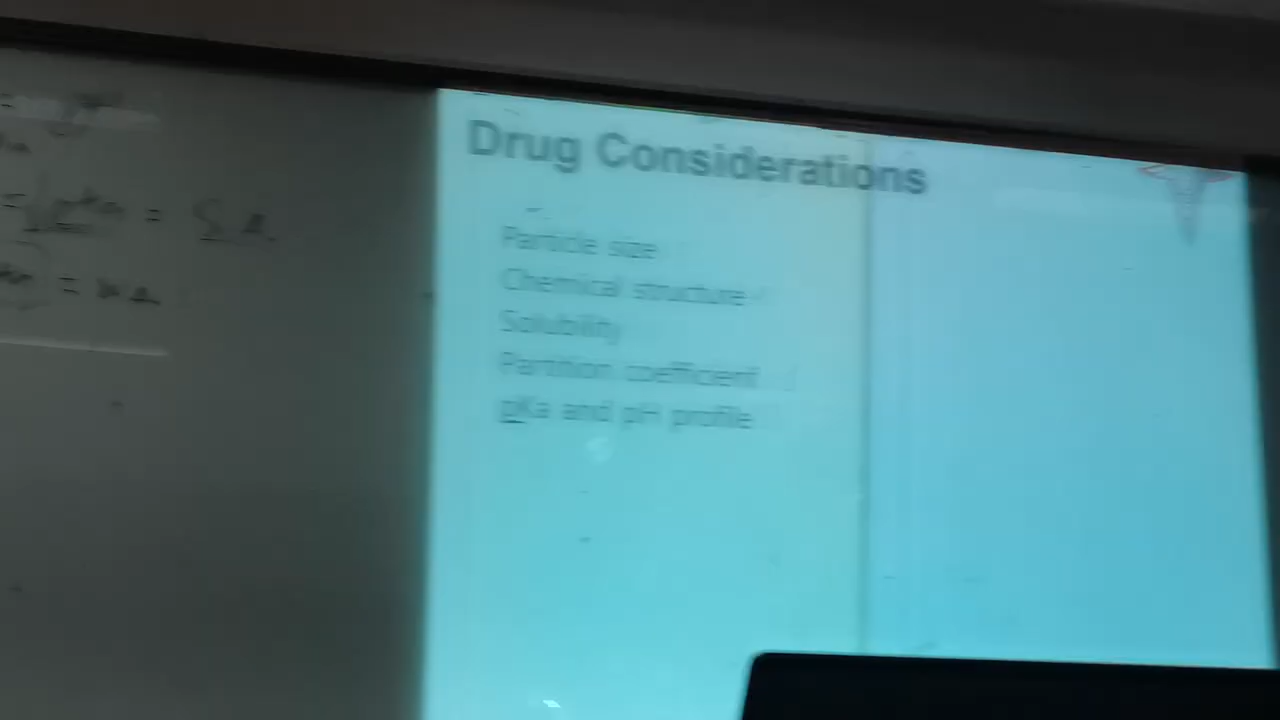 Drug Considerations
Particle size
Chemical structure
Solubility
Partition coefficient
pKa and pH profile
= S.A.
=